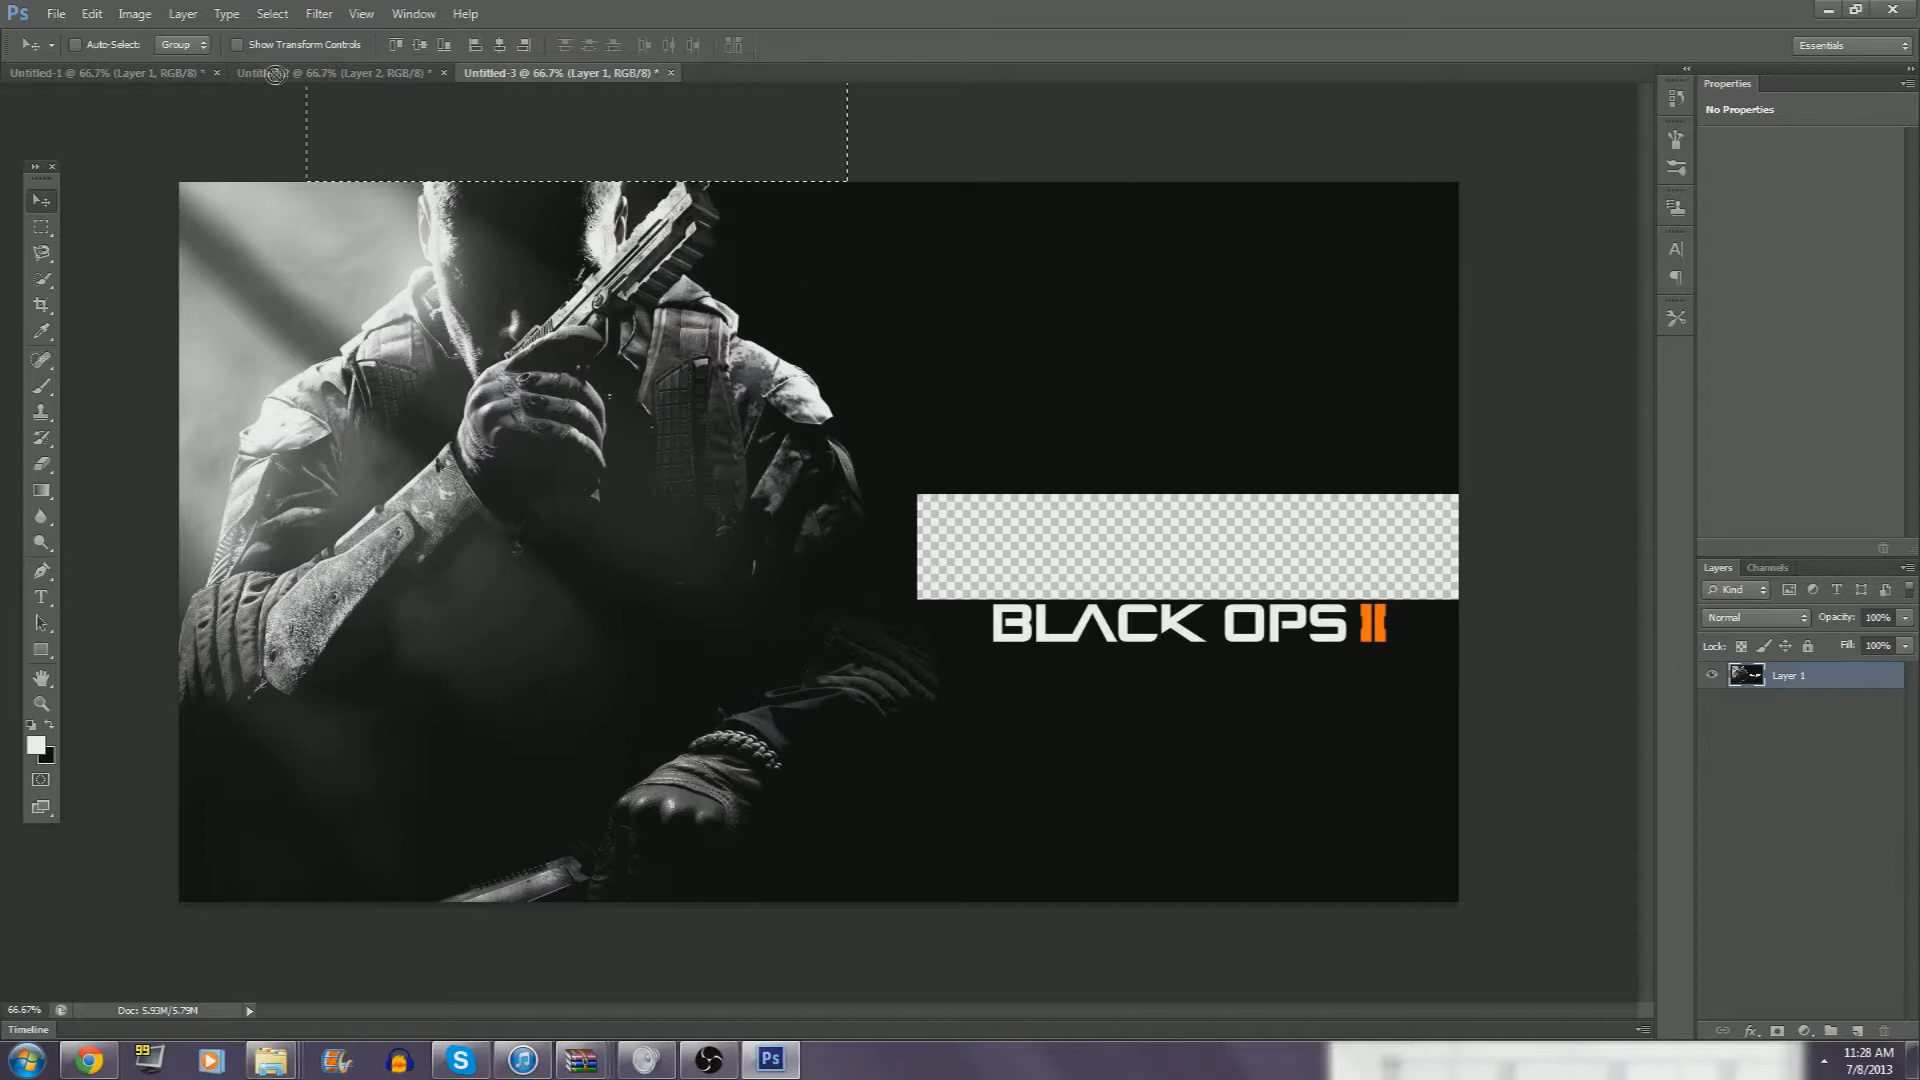 Ps File Edit Image Layer Type Select Filter View Window Help
Auto-Select: Group Show Transform Controls Essentials
Untitled-1 @ 66.7% (Layer 1, RGB/8) * × @ 66.7% (Layer 2, RGB/8) * × Untitled-3 @ 66.7% (Layer 1, RGB/8) * ×
Properties
No Properties
BLACK OPS II
Layers Channels
Kind
Normal Opacity: 100%
Lock: Fill: 100%
Layer 1
66.67% Doc: 5.93M/5.79M
Timeline
99
Ps
11:28 AM
7/8/2013